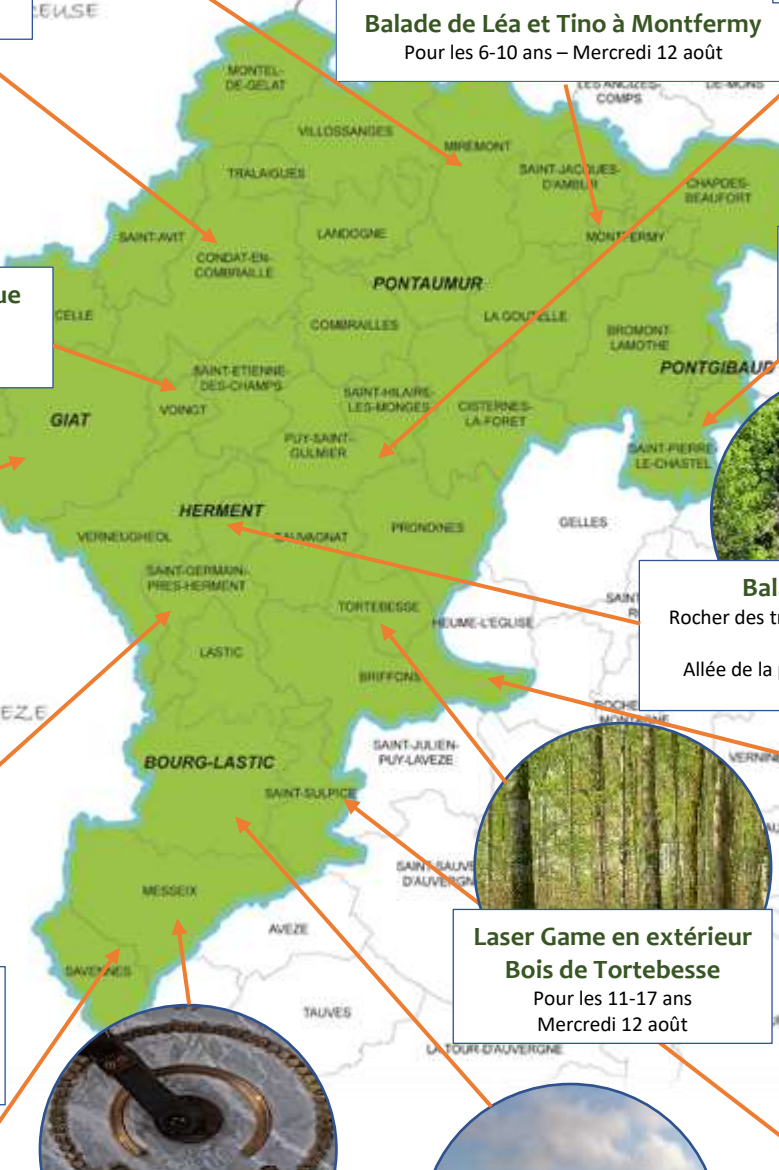 EUSE
Balade de Léa et Tino à Montfermy
Pour les 6-10 ans – Mercredi 12 août
MONTEL-
DE-GELAT
LES ANCIZES-
COMPS
VILLOSSANGES
MIREMONT
TRALAIGUES
SAINT-JACQUES-
D'AMBUR
CHAPDES-
BEAUFORT
SAINT-AVIT
LANDOGNE
MONTFERMY
CONDAT-EN-
COMBRAILLE
PONTAUMUR
ue
CELLE
COMBRAILLES
LA GOUTELLE
BROMONT-
LAMOTHE
PONTGIBAUD
SAINT-ETIENNE-
DES-CHAMPS
VOINGT
SAINT-HILAIRE-
LES-MONGES
CISTERNES-
LA-FORET
GIAT
PUY-SAINT-
GULMIER
SAINT-PIERRE-
LE-CHASTEL
HERMENT
VERNEUGHEOL
SAUVAGNAT
PRONDINES
GELLES
SAINT-GERMAIN-
PRES-HERMENT
TORTEBESSE
HEUME-L'EGLISE
SAINT
Bal
Rocher des tr
Allée de la
LASTIC
BRIFFONS
EZE
ROCHE
MONTAGNE
BOURG-LASTIC
SAINT-JULIEN-
PUY-LAVEZE
VERNINE
SAINT-SULPICE
SAINT-SAUVE
D'AUVERGN
MESSEIX
AVEZE
Laser Game en extérieur
Bois de Tortebesse
Pour les 11-17 ans
Mercredi 12 août
SAVENNES
TAUVES
LA TOUR-D'AUVERGNE